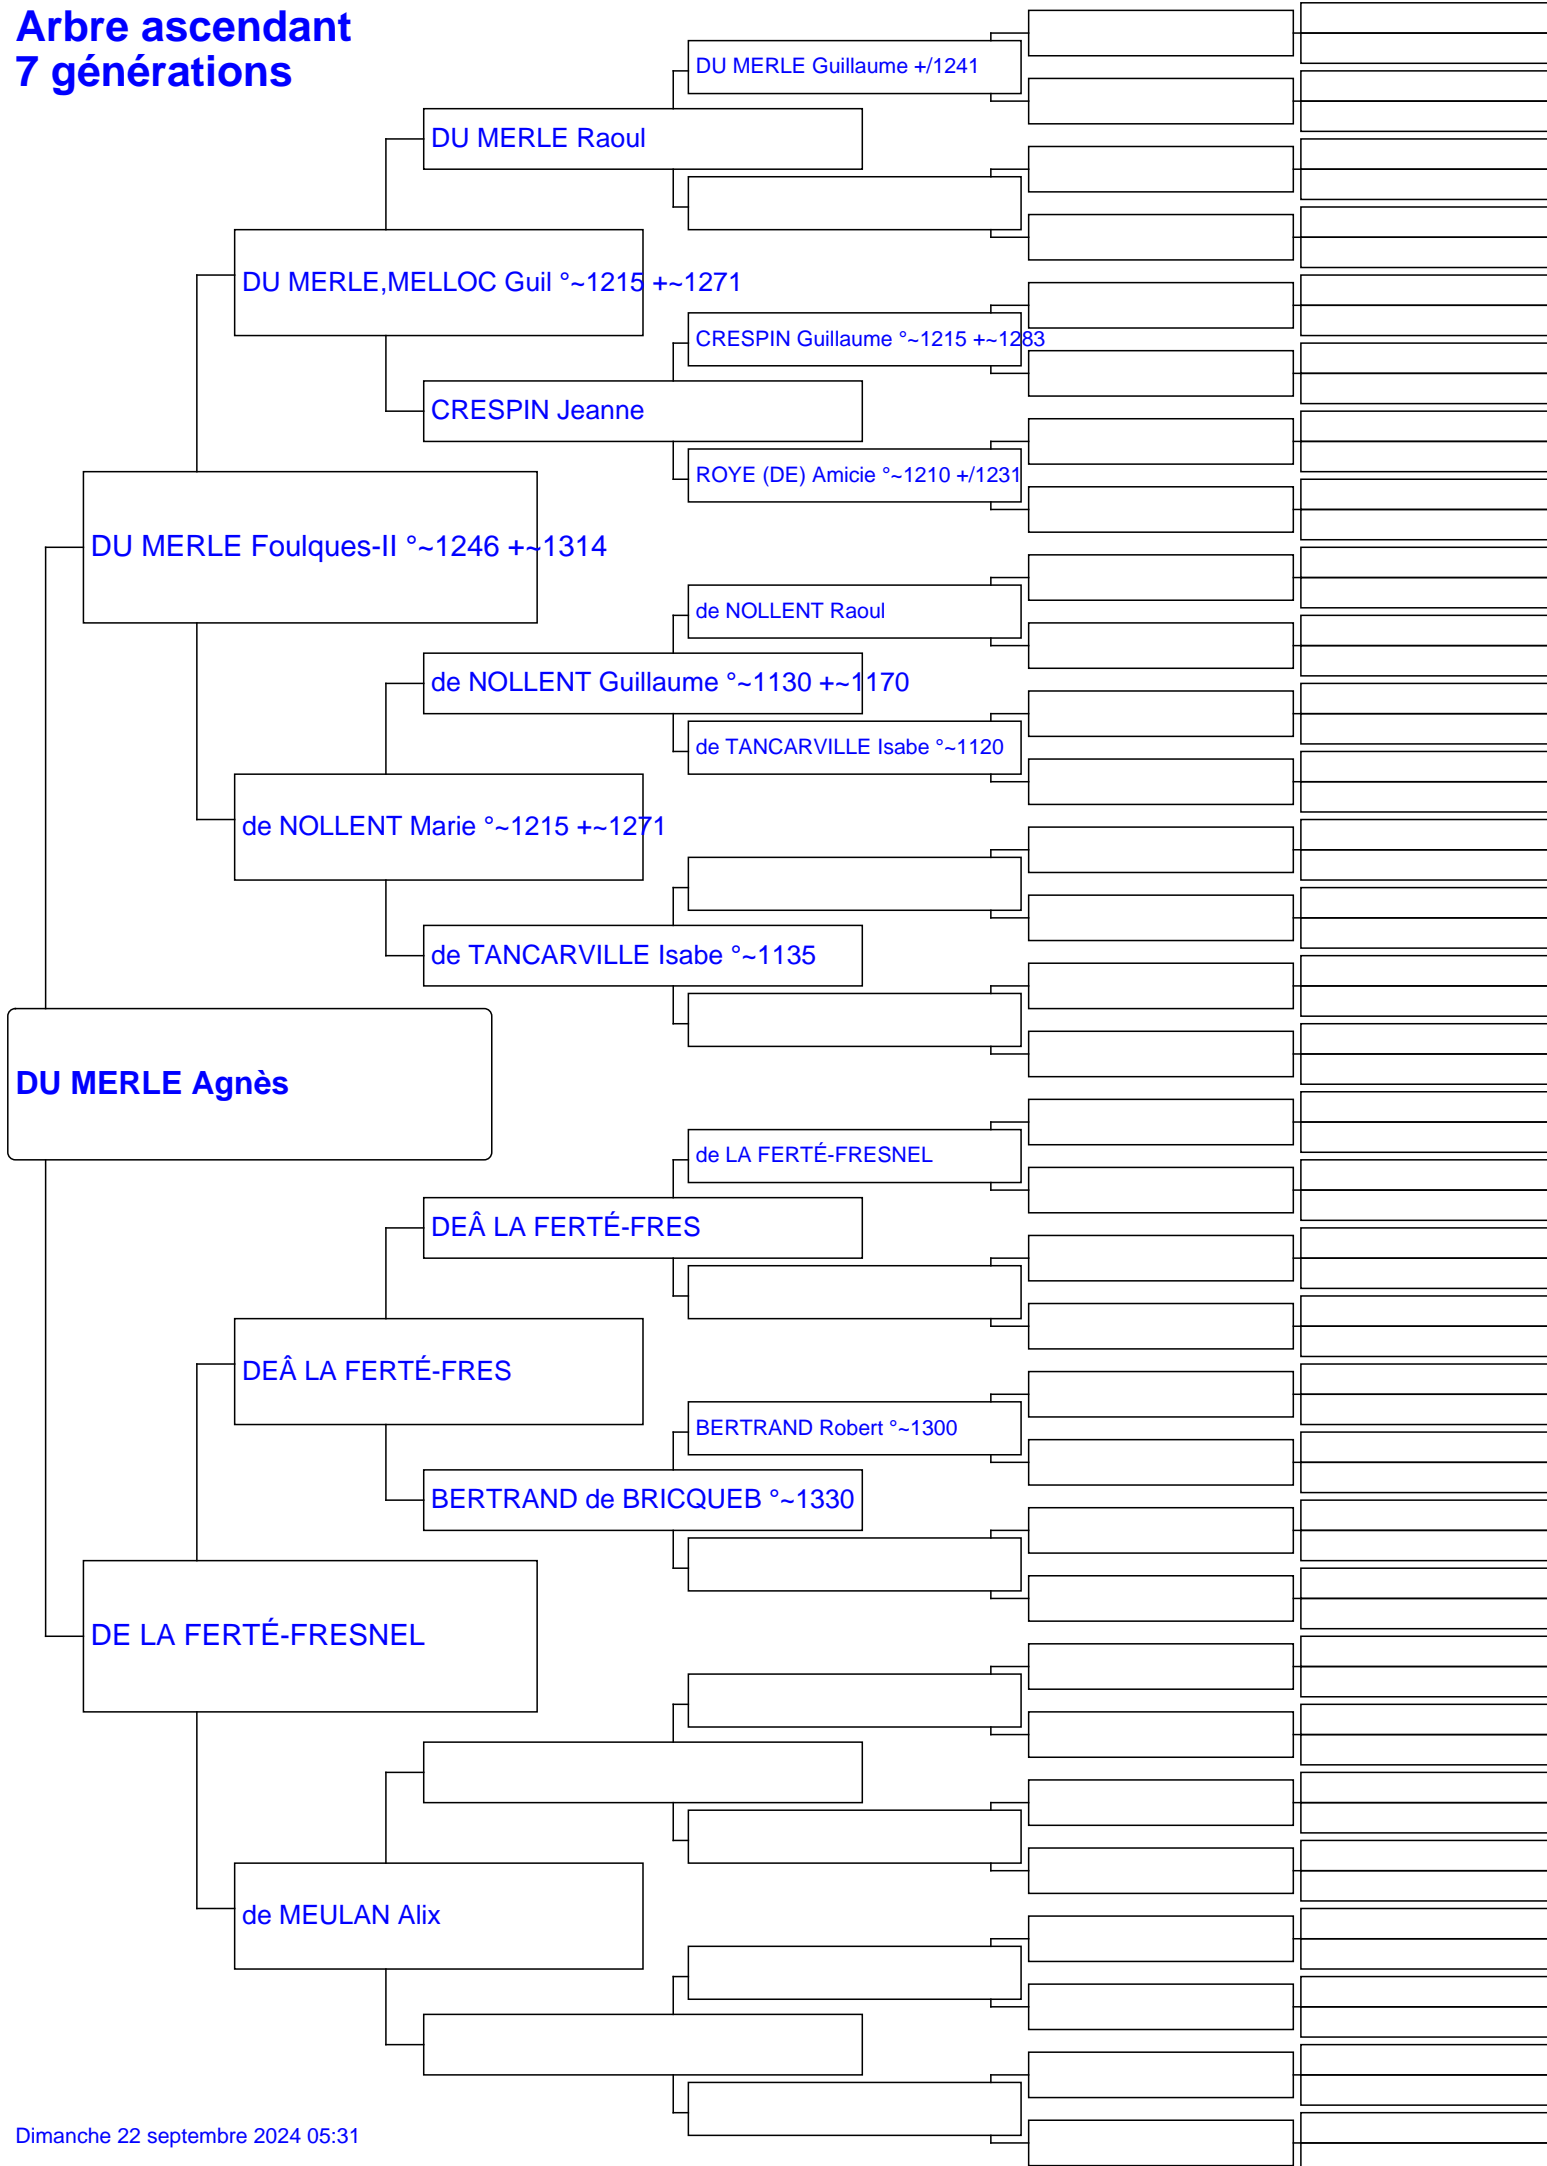 Arbre ascendant
7 générations
DU MERLE Guillaume +/1241
DU MERLE Raoul
DU MERLE,MELLOC Guil °~1215 +~1271
CRESPIN Guillaume °~1215 +~1283
CRESPIN Jeanne
ROYE (DE) Amicie °~1210 +/1231
DU MERLE Foulques-II °~1246 +~1314
de NOLLENT Raoul
de NOLLENT Guillaume °~1130 +~1170
de TANCARVILLE Isabe °~1120
de NOLLENT Marie °~1215 +~1271
de TANCARVILLE Isabe °~1135
DU MERLE Agnès
de LA FERTÉ-FRESNEL
DEÂ LA FERTÉ-FRES
DEÂ LA FERTÉ-FRES
BERTRAND Robert °~1300
BERTRAND de BRICQUEB °~1330
DE LA FERTÉ-FRESNEL
de MEULAN Alix
Dimanche 22 septembre 2024 05:31